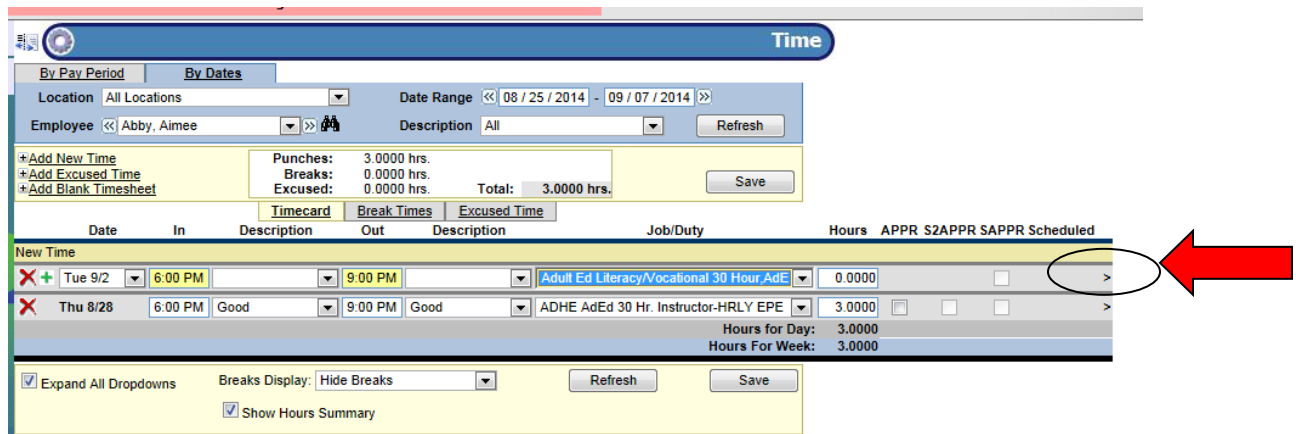 Time
By Pay Period By Dates
Location All Locations Date Range << 08 / 25 / 2014 - 09 / 07 / 2014 >>
Employee << Abby, Aimee >> Description All Refresh
+Add New Time Punches: 3.0000 hrs.
+Add Excused Time Breaks: 0.0000 hrs. Save
+Add Blank Timesheet Excused: 0.0000 hrs. Total: 3.0000 hrs.
Timecard Break Times Excused Time
Date In Description Out Description Job/Duty Hours APPR S2APPR SAPPR Scheduled
New Time
Tue 9/2 6:00 PM 9:00 PM Adult Ed Literacy/Vocational 30 Hour,AdE 0.0000 >
Thu 8/28 6:00 PM Good 9:00 PM Good ADHE AdEd 30 Hr. Instructor-HRLY EPE 3.0000 >
Hours for Day: 3.0000
Hours For Week: 3.0000
Expand All Dropdowns Breaks Display: Hide Breaks Refresh Save
Show Hours Summary